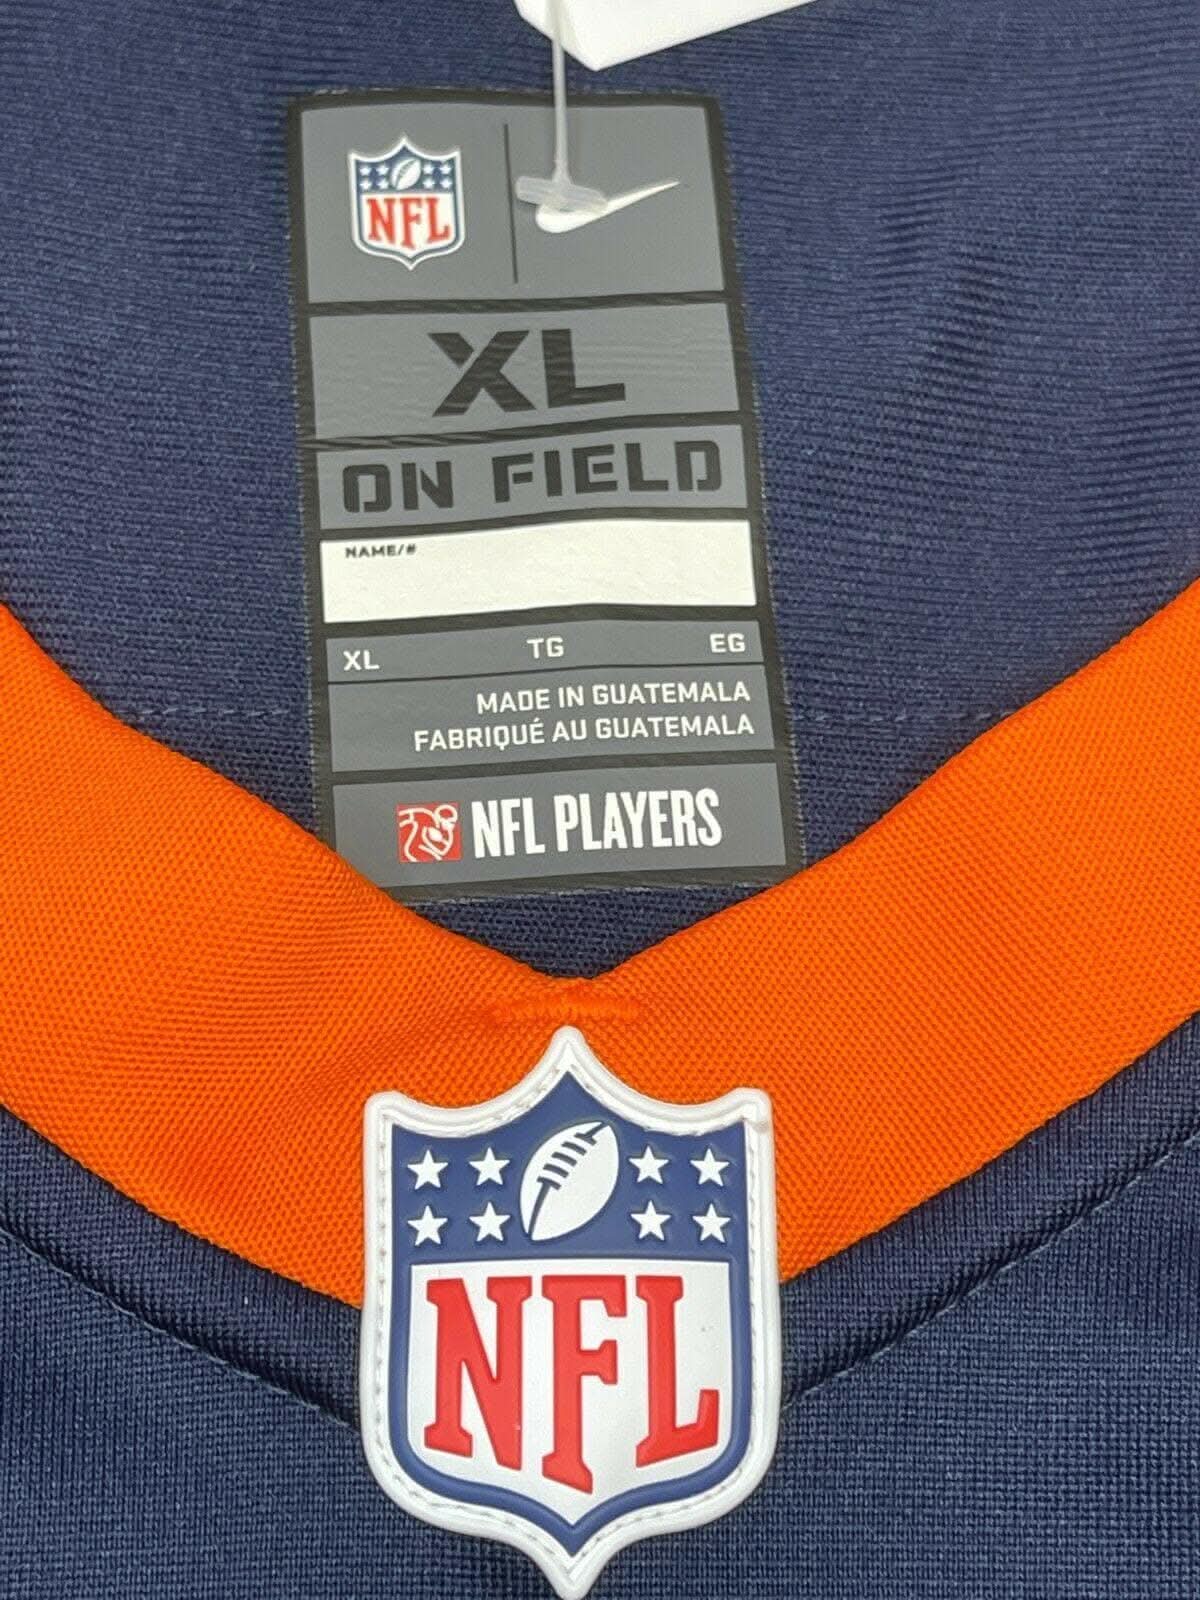 NFL
XL
ON FIELD
NAME/#
XL TG EG
MADE IN GUATEMALA
FABRIQUÉ AU GUATEMALA
NFL PLAYERS
NFL